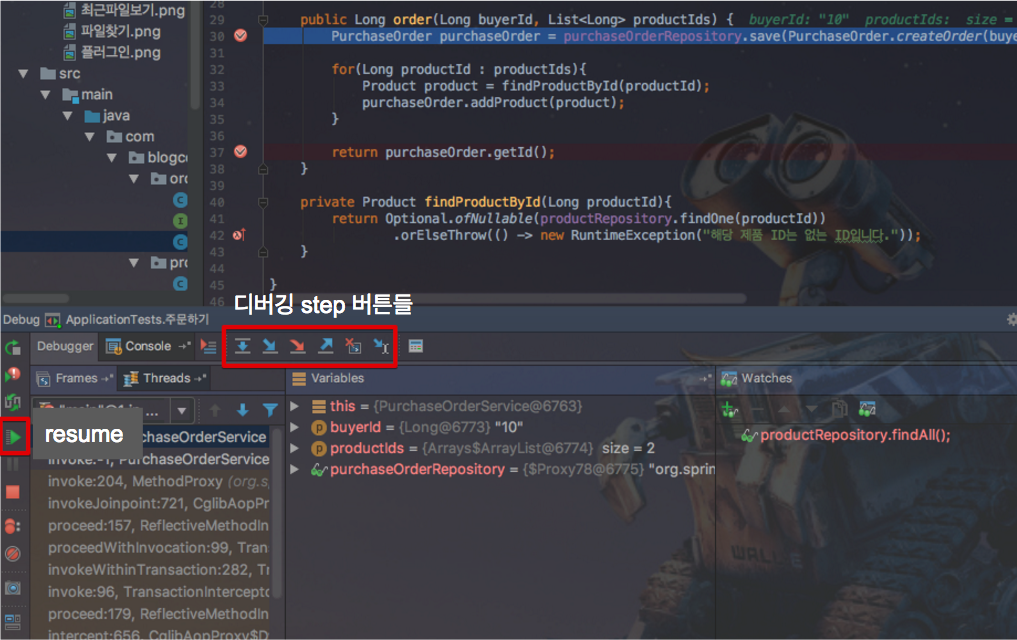 최근파일보기.png
파일찾기.png
플러그인.png
src
main
java
com
blogco
ord
pro
28
29 public Long order(Long buyerId, List<Long> productIds) { buyerId: "10" productIds: size =
30 PurchaseOrder purchaseOrder = purchaseOrderRepository.save(PurchaseOrder.createOrder(buye
31
32 for(Long productId : productIds){
33 Product product = findProductById(productId);
34 purchaseOrder.addProduct(product);
35 }
36
37 return purchaseOrder.getId();
38 }
39
40 private Product findProductById(Long productId){
41 return Optional.ofNullable(productRepository.findOne(productId))
42 .orElseThrow(() -> new RuntimeException("해당 제품 ID는 없는 ID입니다."));
43 }
44
45 }
46
디버깅 step 버튼들
Debug ApplicationTests.주문하기
Debugger Console
Frames Threads Variables Watches
resume
chaseOrderService
invoke:-1, PurchaseOrderService
invoke:204, MethodProxy (org.s
invokeJoinpoint:721, CglibAopPr
proceed:157, ReflectiveMethodIn
proceedWithInvocation:99, Tran
invokeWithinTransaction:282, Tr
invoke:96, TransactionIntercepto
proceed:179, ReflectiveMethodIn
intercept:656, CglibAopProxy$D
this = {PurchaseOrderService@6763}
buyerId = {Long@6773} "10"
productIds = {Arrays$ArrayList@6774} size = 2
purchaseOrderRepository = {$Proxy78@6775} "org.sprin
productRepository.findAll();
WALL·E